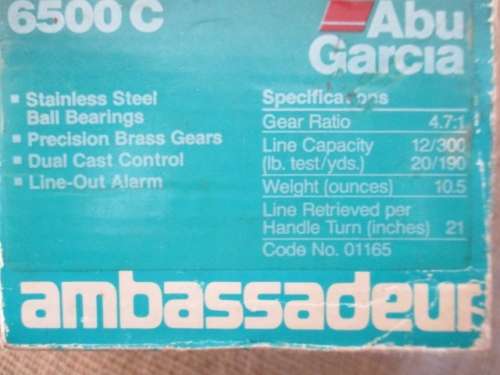 6500 C
Abu
Garcia
▪ Stainless Steel
Ball Bearings
▪ Precision Brass Gears
▪ Dual Cast Control
▪ Line-Out Alarm
Specifications
Gear Ratio 4.7:1
Line Capacity 12/300
(lb. test/yds.) 20/190
Weight (ounces) 10.5
Line Retrieved per
Handle Turn (inches) 21
Code No. 01165
ambassadeur